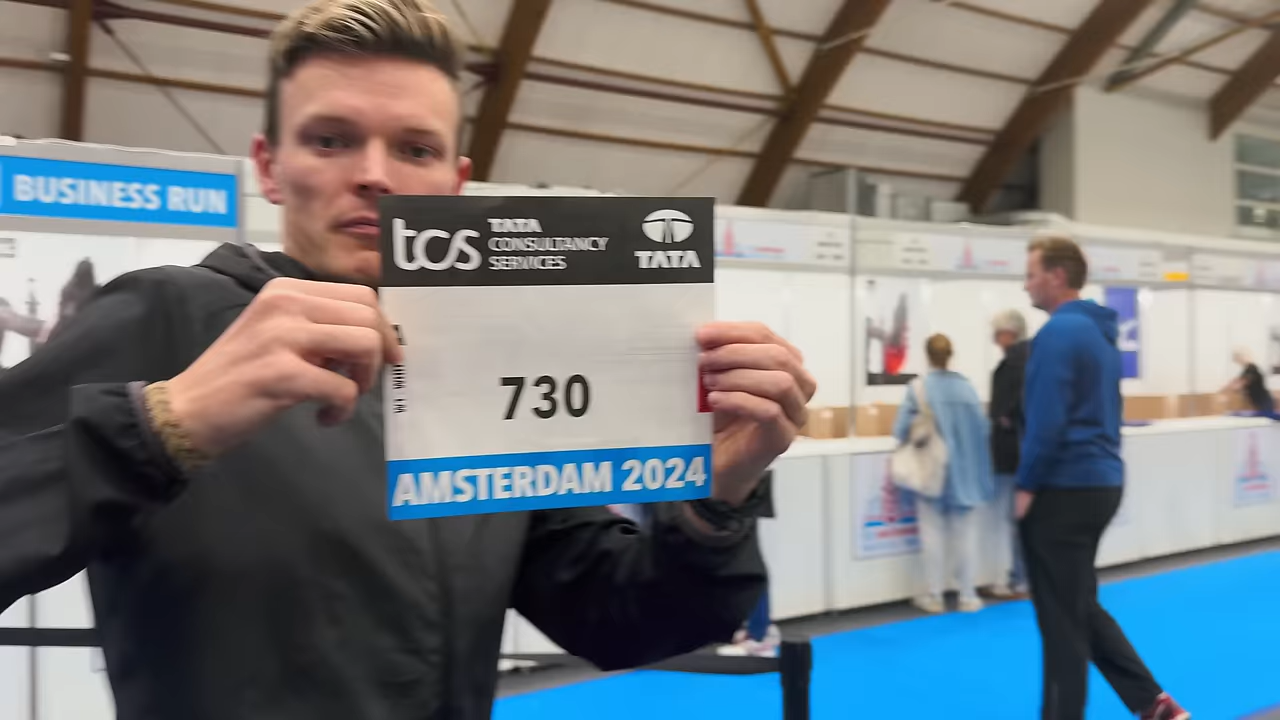 BUSINESS RUN
tcs
TATA
CONSULTANCY
SERVICES
TATA
730
AMSTERDAM 2024